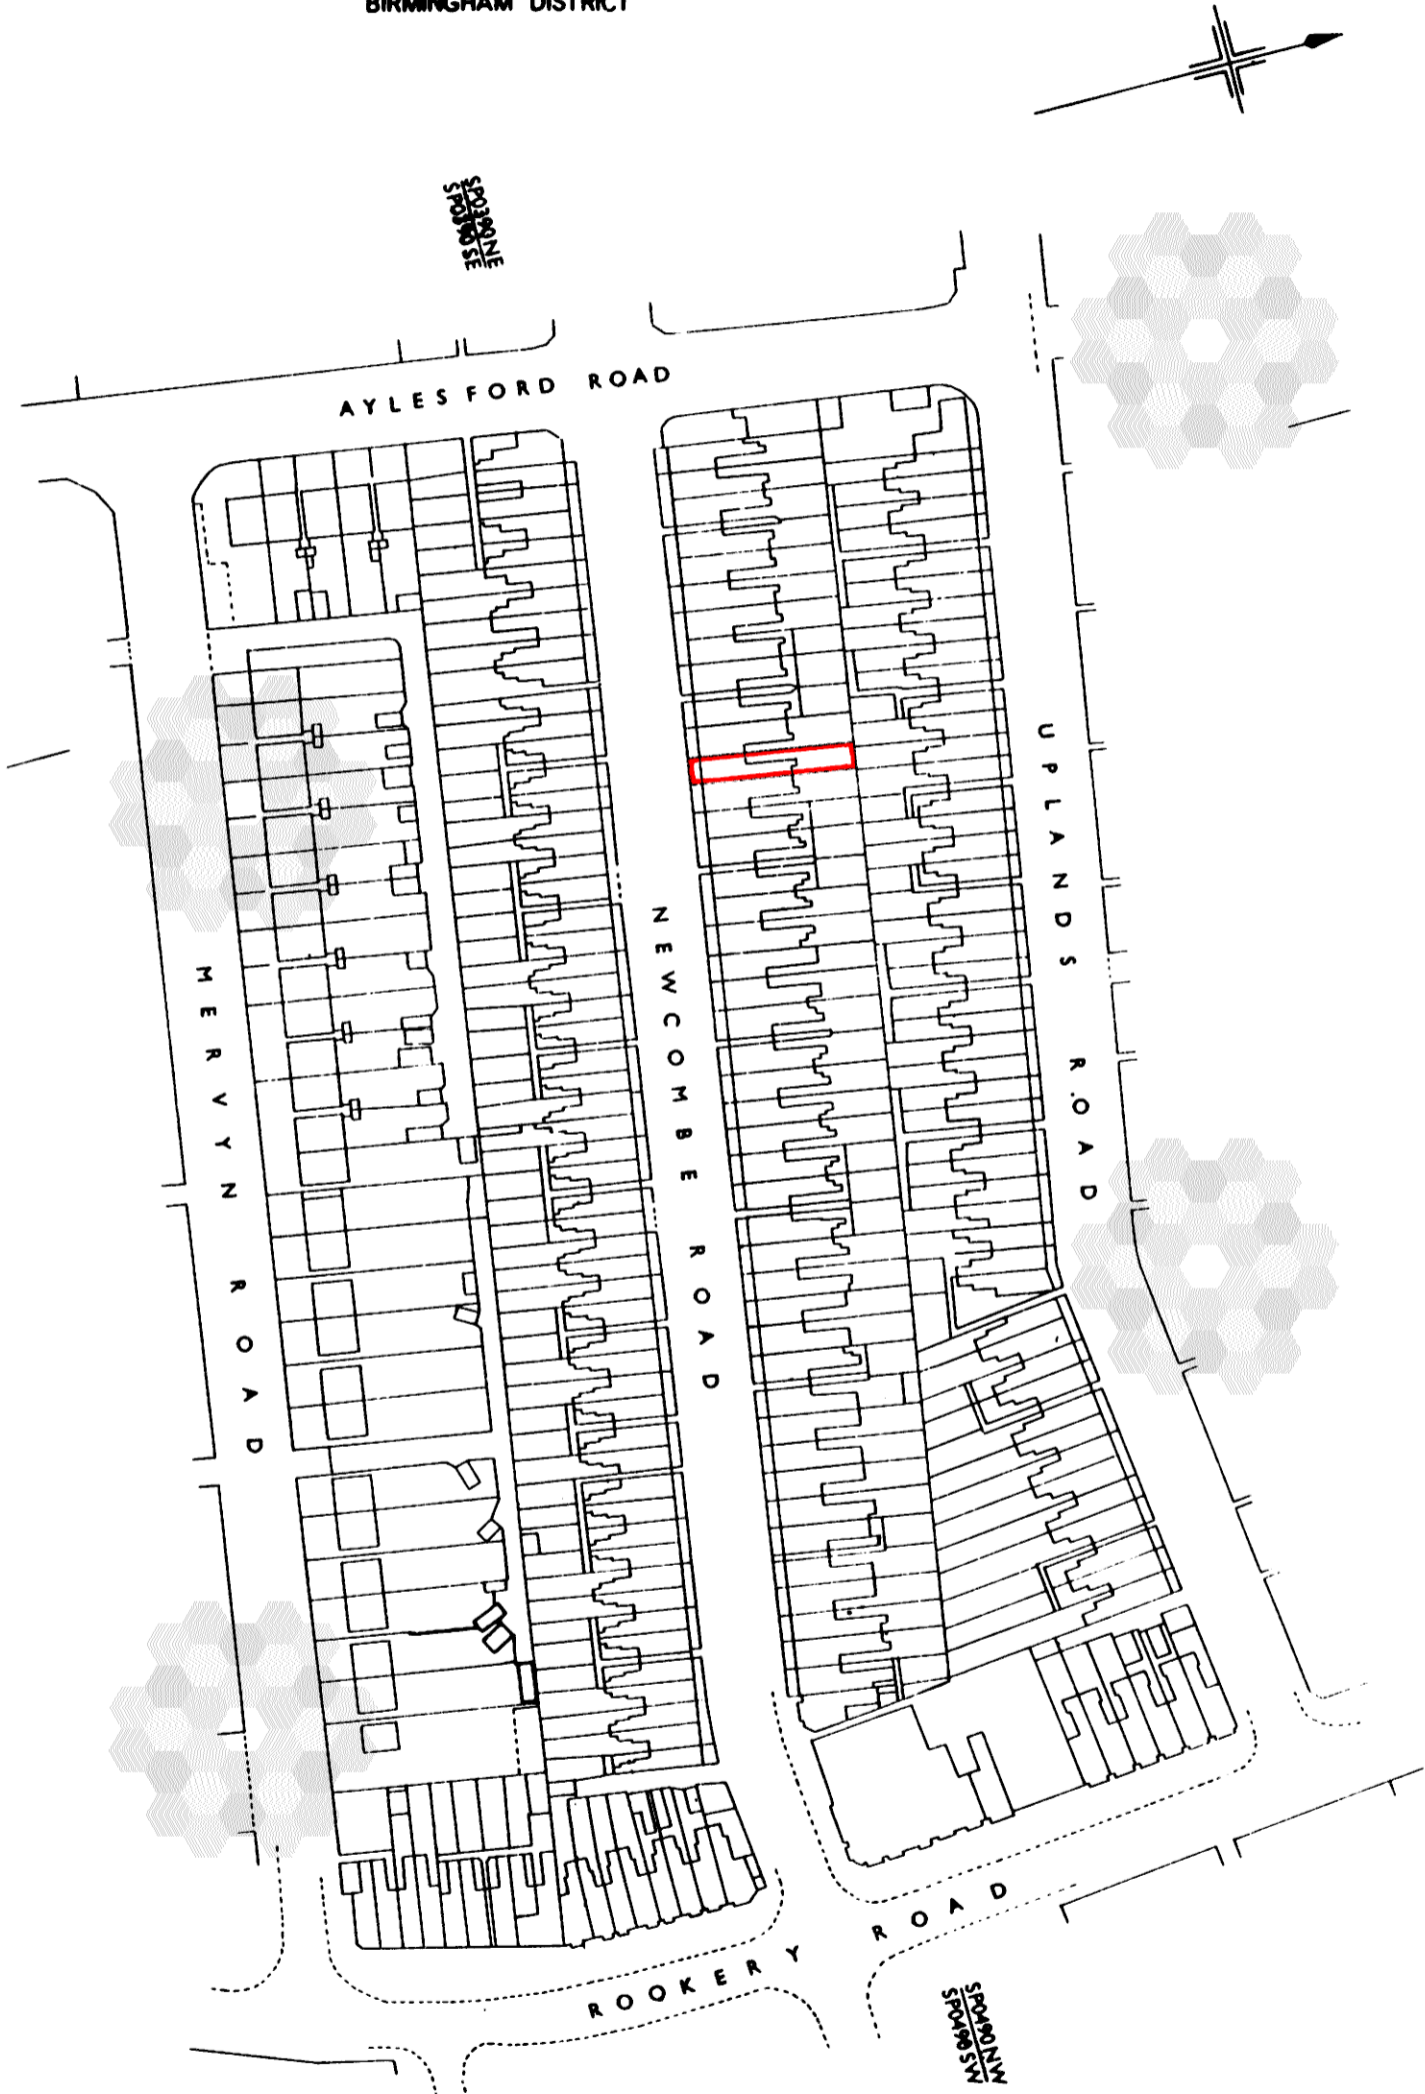 BIRMINGHAM DISTRICT
SP0390NE
SP0390SE
AYLESFORD ROAD
UPLANDS ROAD
NEWCOMBE ROAD
MERVYN ROAD
ROOKERY ROAD
SP0490NW
SP0490SW